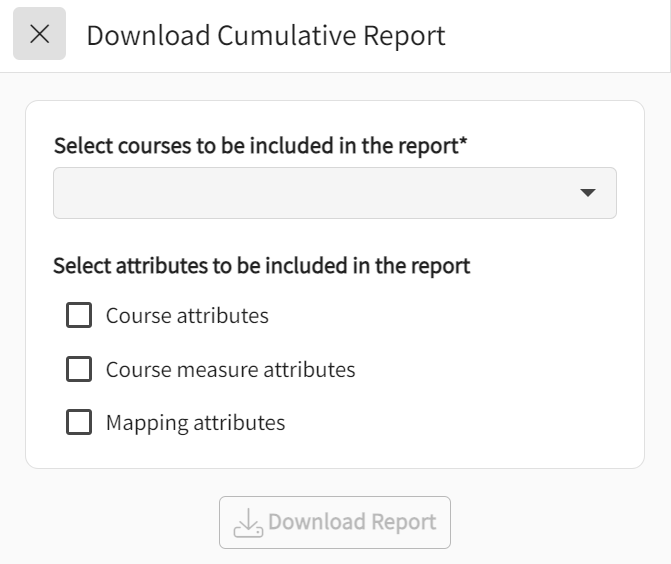 Download Cumulative Report
Select courses to be included in the report*
Select attributes to be included in the report
Course attributes
Course measure attributes
Mapping attributes
Download Report